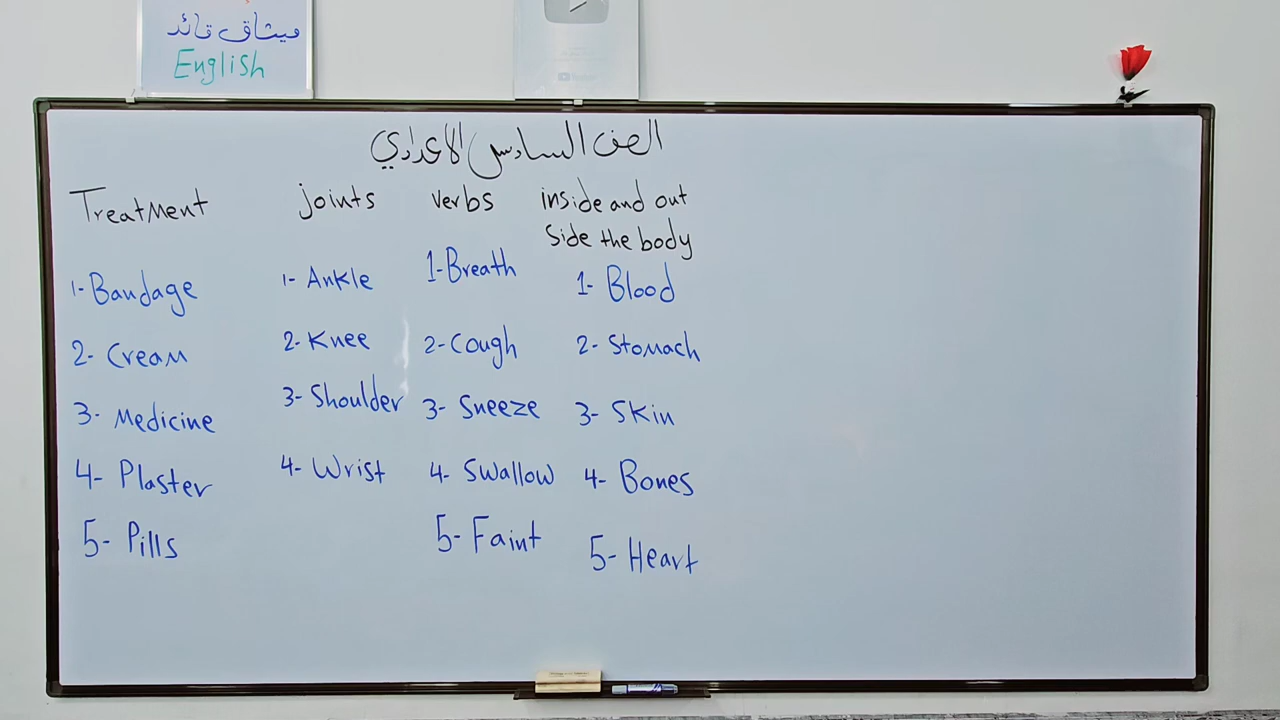 ميثاق قائد
English
الصف السادس الاعدادي
Treatment
1- Bandage
2- Cream
3- Medicine
4- Plaster
5- Pills
joints
1- Ankle
2- Knee
3- Shoulder
4- Wrist
verbs
1- Breath
2- Cough
3- Sneeze
4- Swallow
5- Faint
inside and out
side the body
1- Blood
2- Stomach
3- Skin
4- Bones
5- Heart